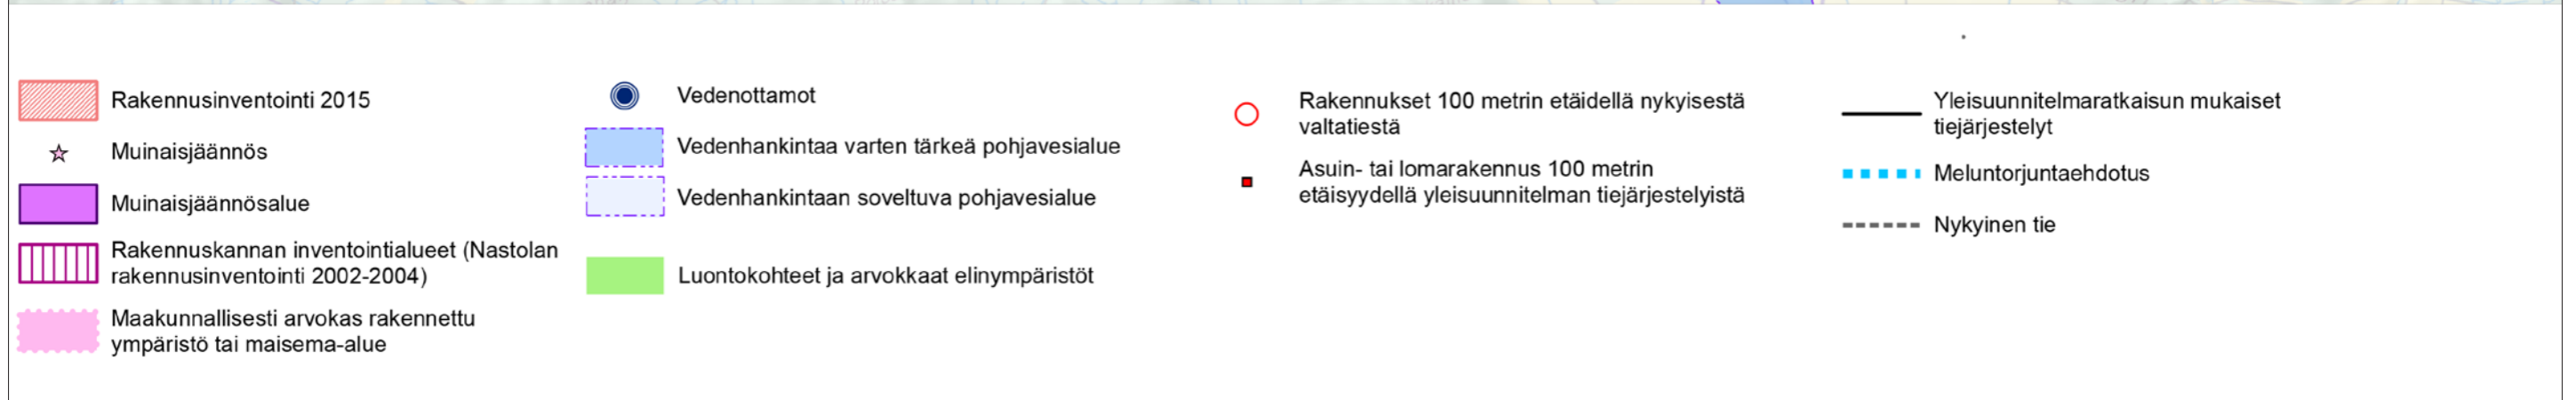 Rakennusinventointi 2015
Muinaisjäännös
Muinaisjäännösalue
Rakennuskannan inventointialueet (Nastolan
rakennusinventointi 2002-2004)
Maakunnallisesti arvokas rakennettu
ympäristö tai maisema-alue
Vedenottamot
Vedenhankintaa varten tärkeä pohjavesialue
Vedenhankintaan soveltuva pohjavesialue
Luontokohteet ja arvokkaat elinympäristöt
Rakennukset 100 metrin etäidellä nykyisestä
valtatiestä
Asuin- tai lomarakennus 100 metrin
etäisyydellä yleisuunnitelman tiejärjestelyistä
Yleisuunnitelmaratkaisun mukaiset
tiejärjestelyt
Meluntorjuntaehdotus
Nykyinen tie